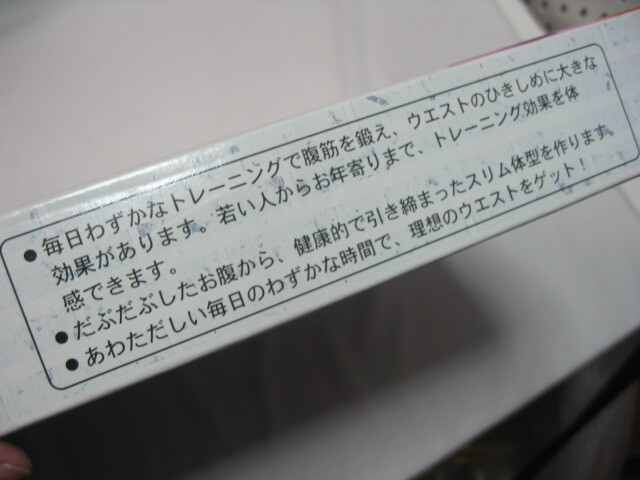 ●毎日わずかなトレーニングで腹筋を鍛え、ウエストのひきしめに大きな
効果があります。若い人からお年寄りまで、トレーニング効果を体
感できます。
●だぶだぶしたお腹から、健康的で引き締まったスリム体型を作ります。
●あわただしい毎日のわずかな時間で、理想のウエストをゲット!